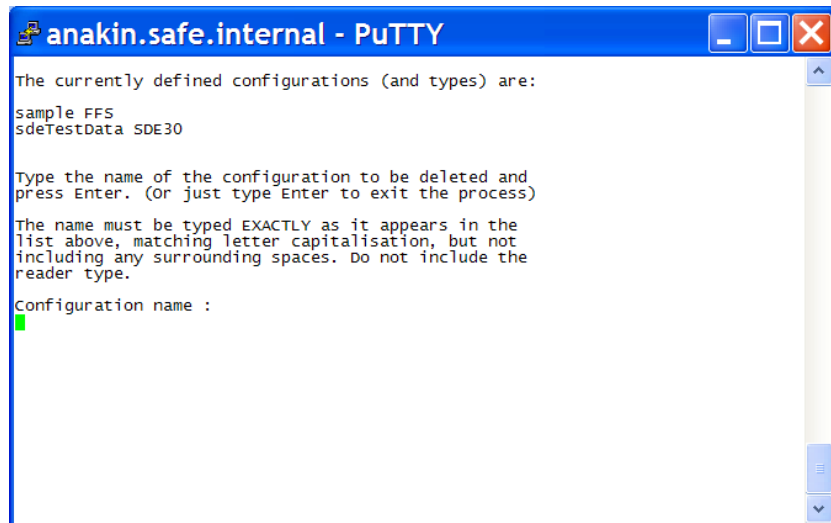 anakin.safe.internal - PuTTY
The currently defined configurations (and types) are:
sample FFS
sdeTestData SDE30
Type the name of the configuration to be deleted and
press Enter. (Or just type Enter to exit the process)
The name must be typed EXACTLY as it appears in the
list above, matching letter capitalisation, but not
including any surrounding spaces. Do not include the
reader type.
Configuration name :